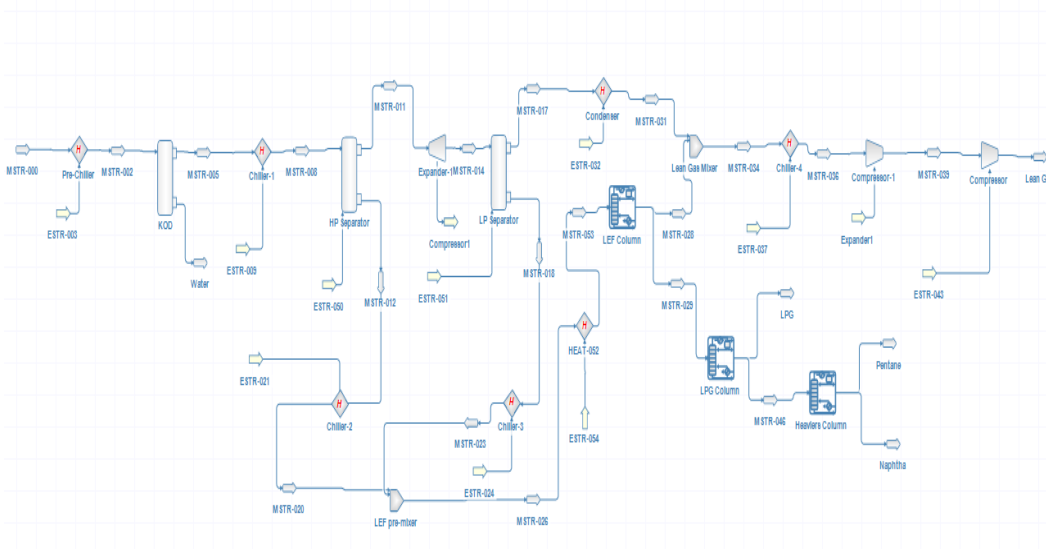 MSTR-000
Pre-Chiller
MSTR-002
ESTR-003
KOD
Water
MSTR-005
H
Chiller-1
ESTR-009
MSTR-008
HP Separator
ESTR-050
MSTR-011
MSTR-012
Expander-1
MSTR-014
Compressor1
LP Separator
ESTR-051
MSTR-017
MSTR-018
H
Condenser
ESTR-032
MSTR-031
Lean Gas Mixer
MSTR-034
H
Chiller-4
ESTR-037
MSTR-036
Compressor-1
Expander1
MSTR-039
Compressor
ESTR-043
Lean G
MSTR-053
LEF Column
MSTR-028
MSTR-029
LPG
LPG Column
MSTR-046
Heaviers Column
Pentane
Naphtha
H
HEAT-052
ESTR-054
ESTR-021
H
Chiller-2
MSTR-020
H
Chiller-3
MSTR-023
ESTR-024
LEF pre-mixer
MSTR-026
H